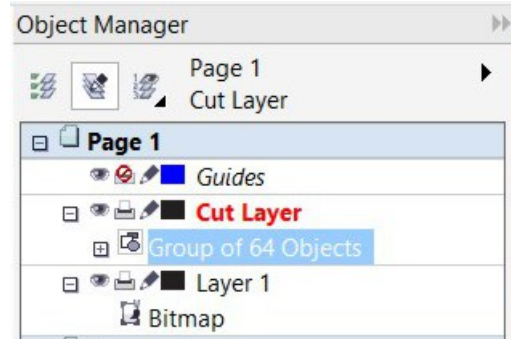 Object Manager
Page 1
Cut Layer
Page 1
Guides
Cut Layer
Group of 64 Objects
Layer 1
Bitmap